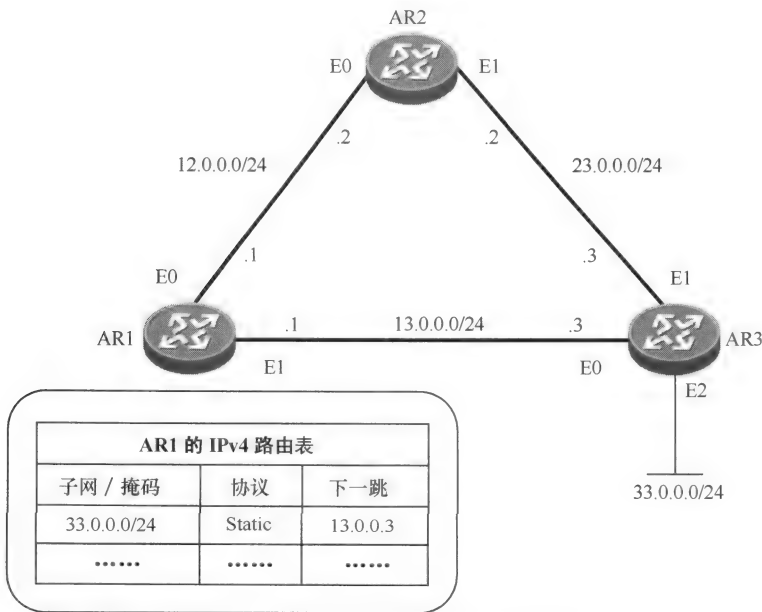 AR2
E0
E1
.2
.2
12.0.0.0/24
23.0.0.0/24
.1
.3
E0
E1
AR1
.1
13.0.0.0/24
.3
AR3
E1
E0
E2
33.0.0.0/24
AR1 的 IPv4 路由表
子网 / 掩码 协议 下一跳
33.0.0.0/24 Static 13.0.0.3
…… …… ……